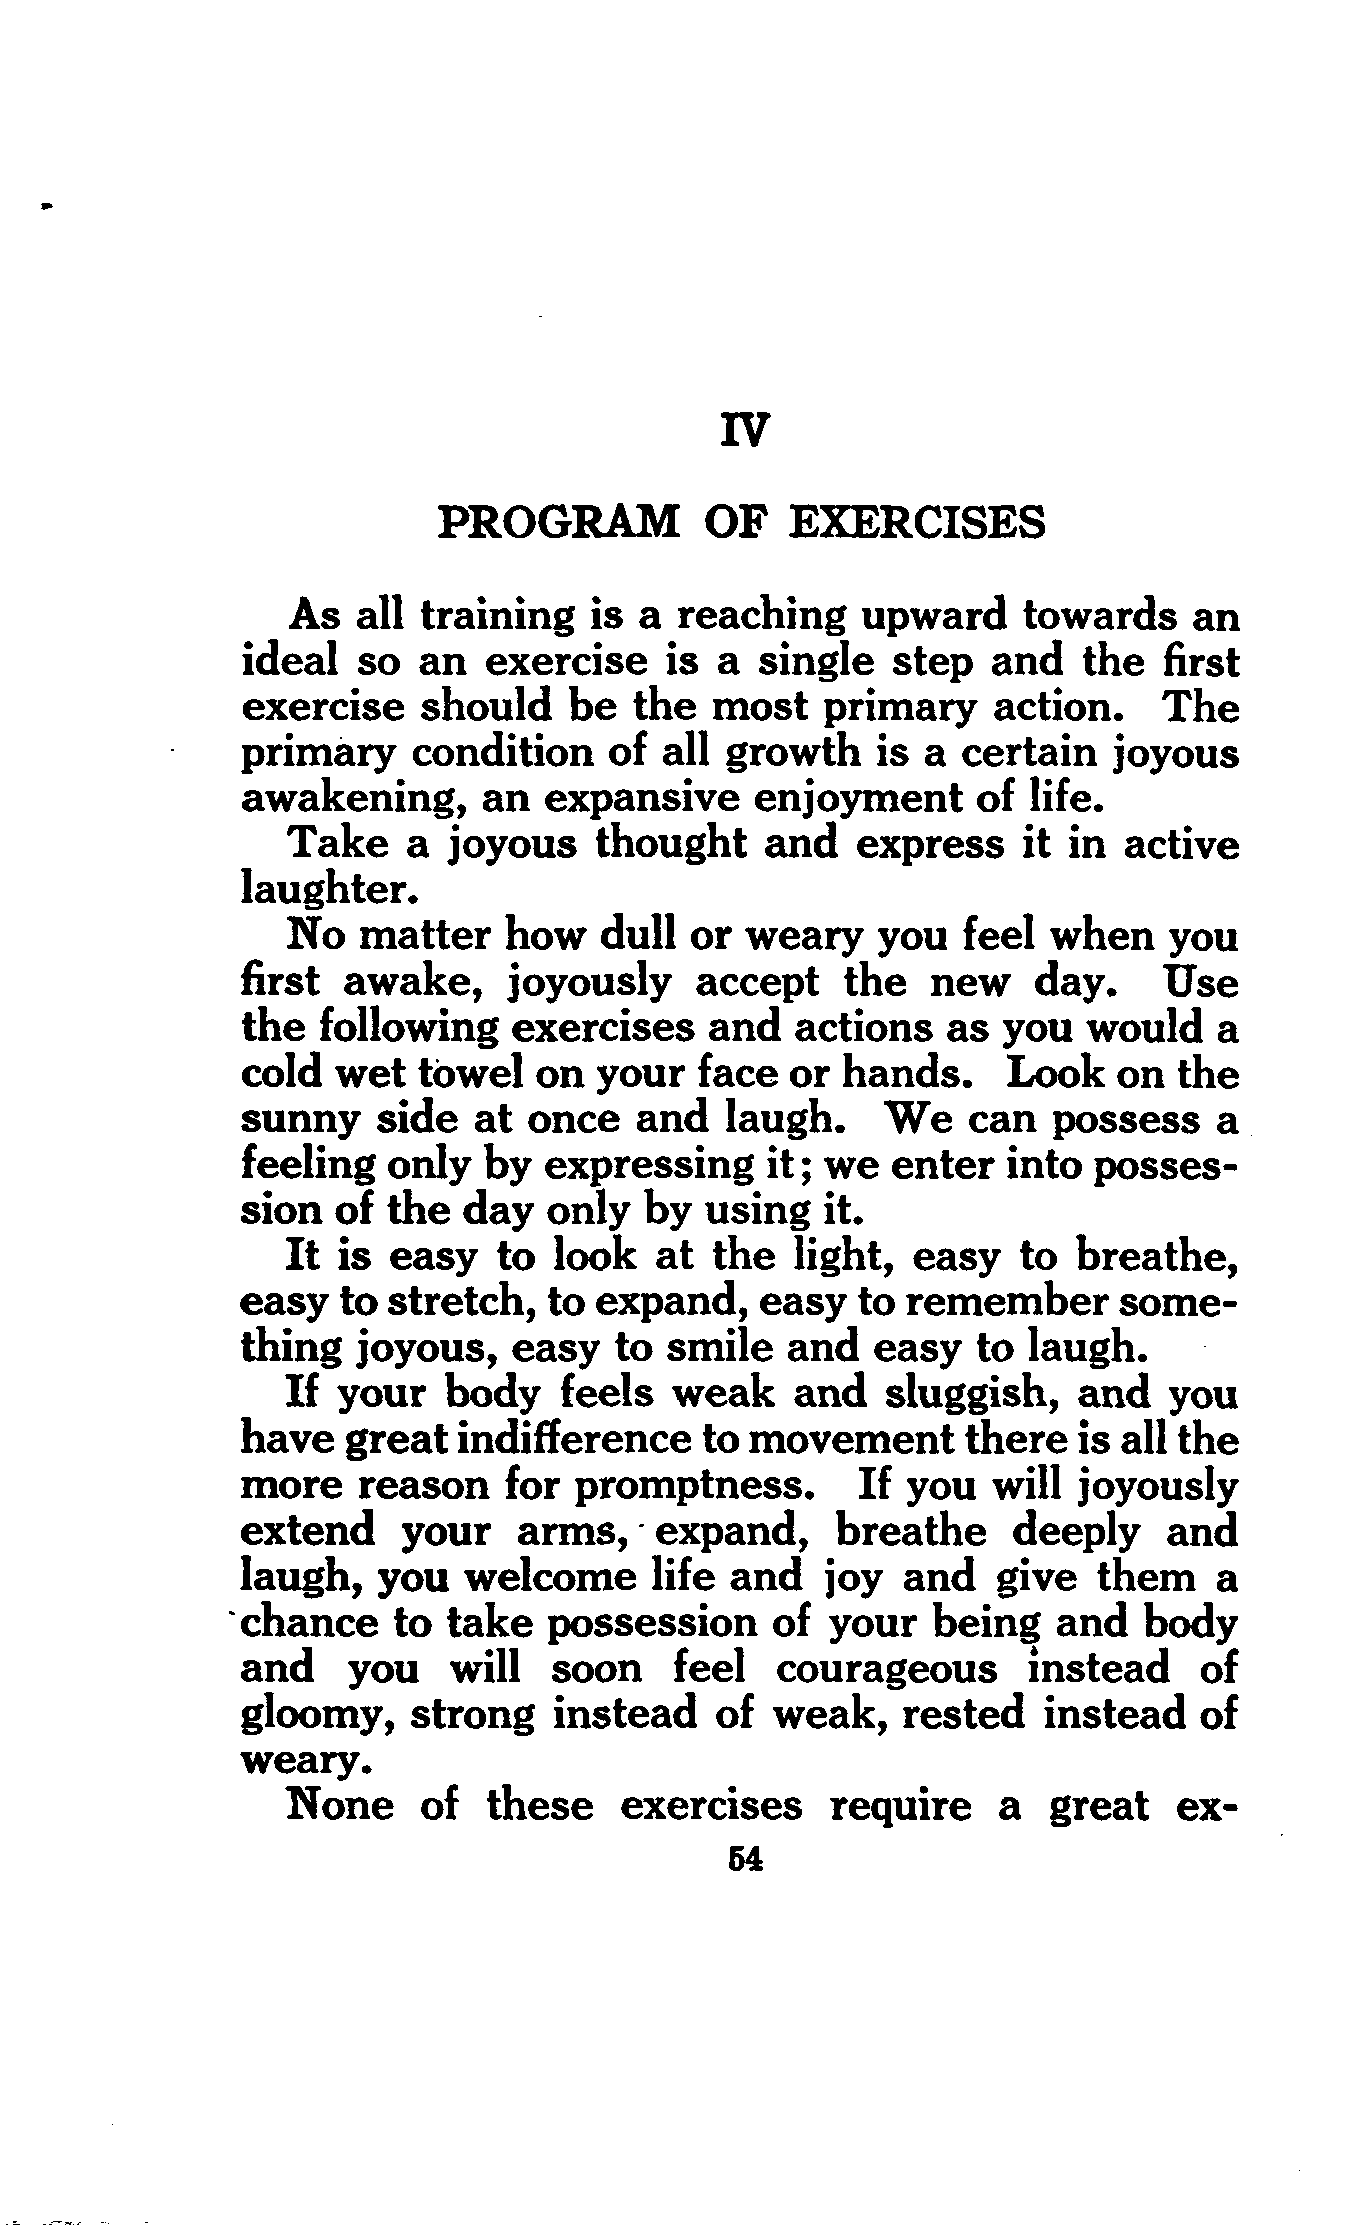 IV
PROGRAM OF EXERCISES
As all training is a reaching upward towards an
ideal so an exercise is a single step and the first
exercise should be the most primary action. The
primary condition of all growth is a certain joyous
awakening, an expansive enjoyment of life.
Take a joyous thought and express it in active
laughter.
No matter how dull or weary you feel when you
first awake, joyously accept the new day. Use
the following exercises and actions as you would a
cold wet towel on your face or hands. Look on the
sunny side at once and laugh. We can possess a
feeling only by expressing it; we enter into posses-
sion of the day only by using it.
It is easy to look at the light, easy to breathe,
easy to stretch, to expand, easy to remember some-
thing joyous, easy to smile and easy to laugh.
If your body feels weak and sluggish, and you
have great indifference to movement there is all the
more reason for promptness. If you will joyously
extend your arms, expand, breathe deeply and
laugh, you welcome life and joy and give them a
chance to take possession of your being and body
and you will soon feel courageous instead of
gloomy, strong instead of weak, rested instead of
weary.
None of these exercises require a great ex-
54